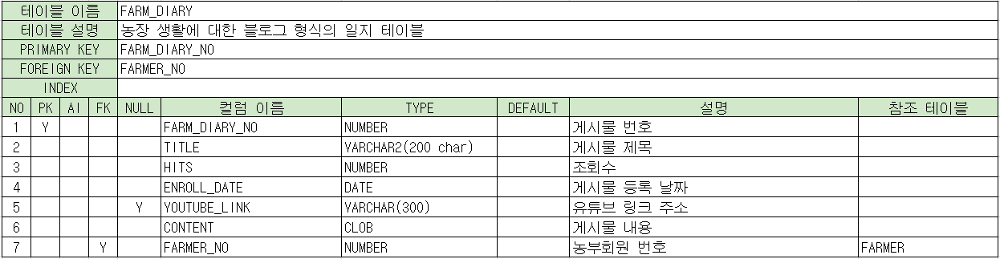 테이블 이름 FARM_DIARY
테이블 설명 농장 생활에 대한 블로그 형식의 일지 테이블
PRIMARY KEY FARM_DIARY_NO
FOREIGN KEY FARMER_NO
INDEX
NO PK AI FK NULL 컬럼 이름 TYPE DEFAULT 설명 참조 테이블
1 Y FARM_DIARY_NO NUMBER 게시물 번호
2 TITLE VARCHAR2(200 char) 게시물 제목
3 HITS NUMBER 조회수
4 ENROLL_DATE DATE 게시물 등록 날짜
5 Y YOUTUBE_LINK VARCHAR(300) 유튜브 링크 주소
6 CONTENT CLOB 게시물 내용
7 Y FARMER_NO NUMBER 농부회원 번호 FARMER